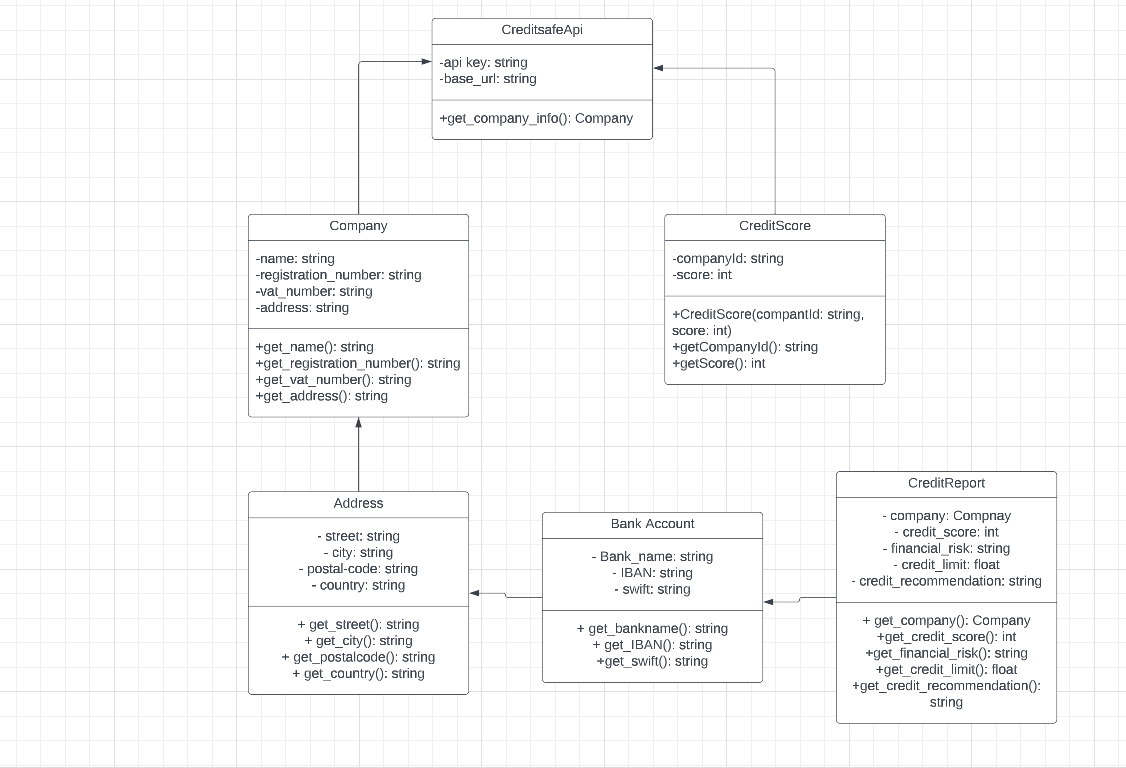 CreditsafeApi
-api key: string
-base_url: string
+get_company_info(): Company
Company
-name: string
-registration_number: string
-vat_number: string
-address: string
+get_name(): string
+get_registration_number(): string
+get_vat_number(): string
+get_address(): string
CreditScore
-companyId: string
-score: int
+CreditScore(compantId: string,
score: int)
+getCompanyId(): string
+getScore(): int
Address
- street: string
- city: string
- postal-code: string
- country: string
+ get_street(): string
+ get_city(): string
+ get_postalcode(): string
+ get_country(): string
Bank Account
- Bank_name: string
- IBAN: string
- swift: string
+ get_bankname(): string
+ get_IBAN(): string
+get_swift(): string
CreditReport
- company: Compnay
- credit_score: int
- financial_risk: string
- credit_limit: float
- credit_recommendation: string
+ get_company(): Company
+get_credit_score(): int
+get_financial_risk(): string
+get_credit_limit(): float
+get_credit_recommendation():
string